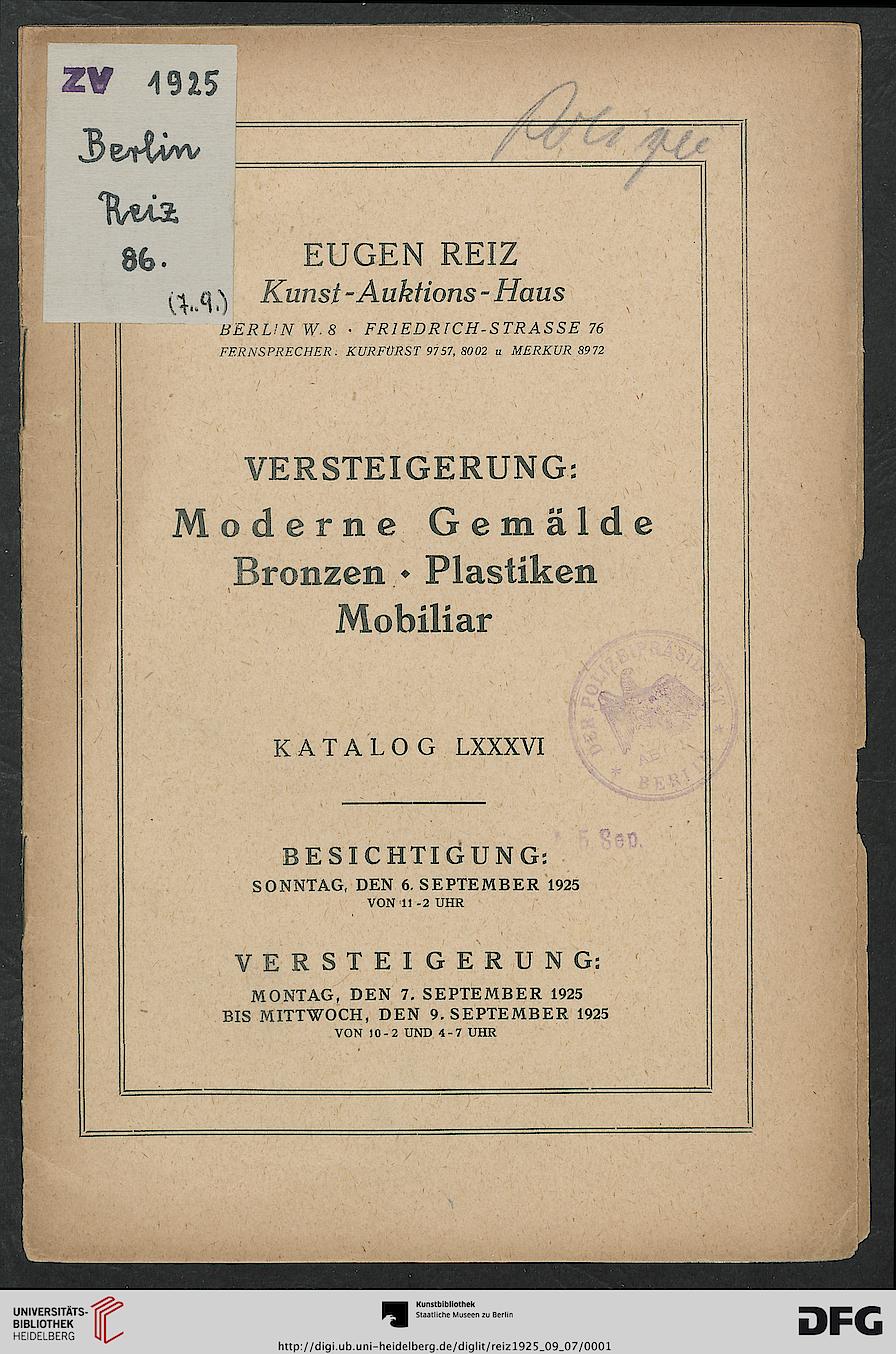 ZV 1925
Berlin
Reiz
86.
(7.9.)
Polizei
EUGEN REIZ
Kunst-Auktions-Haus
BERLIN W. 8 · FRIEDRICH-STRASSE 76
FERNSPRECHER: KURFÜRST 9757, 8002 u MERKUR 8972
VERSTEIGERUNG:
Moderne Gemälde
Bronzen • Plastiken
Mobiliar
DER POLIZEIPRÄSIDENT
* BERLIN *
KATALOG LXXXVI
5. Sep.
BESICHTIGUNG:
SONNTAG, DEN 6. SEPTEMBER 1925
VON 11-2 UHR
VERSTEIGERUNG:
MONTAG, DEN 7. SEPTEMBER 1925
BIS MITTWOCH, DEN 9. SEPTEMBER 1925
VON 10-2 UND 4-7 UHR
UNIVERSITÄTS-
BIBLIOTHEK
HEIDELBERG
Kunstbibliothek
Staatliche Museen zu Berlin
DFG
http://digi.ub.uni-heidelberg.de/diglit/reiz1925_09_07/0001